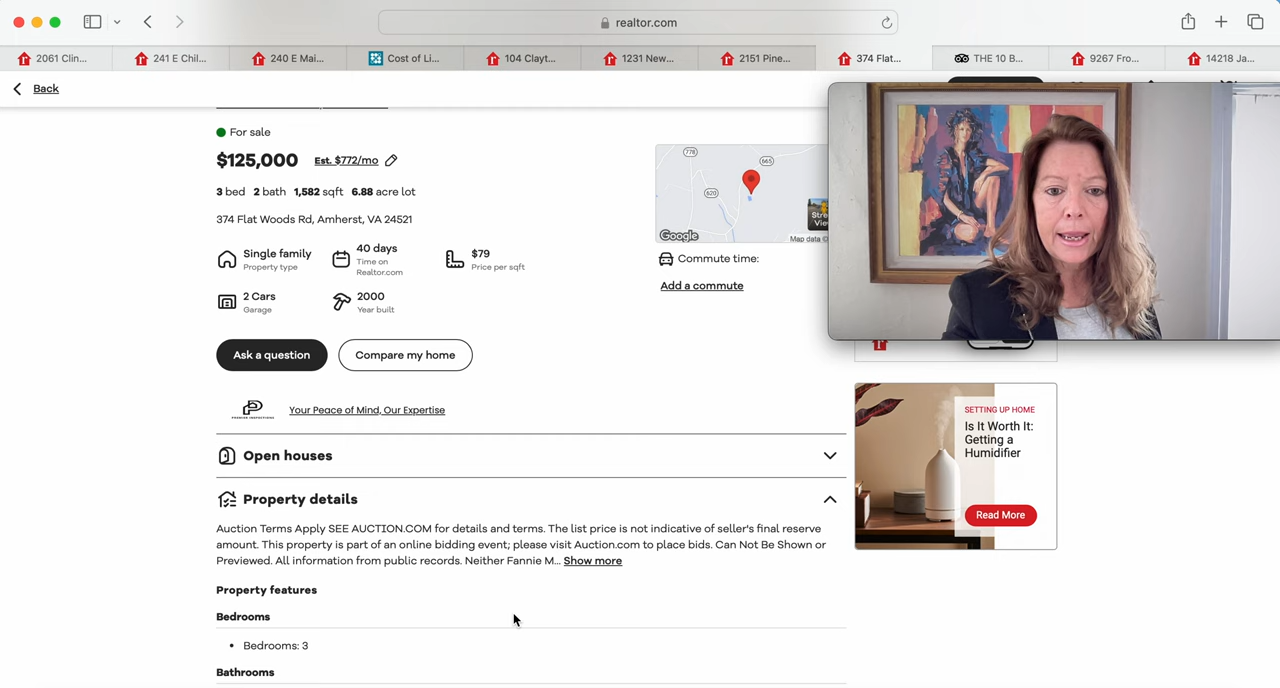 realtor.com
2061 Clin...
241 E Chil...
240 E Mai...
Cost of Li...
104 Clayt...
1231 New...
2151 Pine...
374 Flat...
THE 10 B...
9267 Fro...
14218 Ja...
Back
For sale
$125,000 Est. $772/mo
3 bed 2 bath 1,582 sqft 6.88 acre lot
374 Flat Woods Rd, Amherst, VA 24521
Single family
Property type
40 days
Time on
Realtor.com
$79
Price per sqft
2 Cars
Garage
2000
Year built
778
665
620
Google
Map data ©
Commute time:
Add a commute
Ask a question
Compare my home
Your Peace of Mind, Our Expertise
Open houses
Property details
SEE AUCTION.COM for details and terms. The list price is not indicative of seller's final reserve
amount. This property is part of an online bidding event; please visit Auction.com to place bids. Can Not Be Shown or
Previewed. All information from public records. Neither Fannie M... Show more
Property features
Bedrooms
• Bedrooms: 3
Bathrooms
SETTING UP HOME
Is It Worth It:
Getting a
Humidifier
Read More